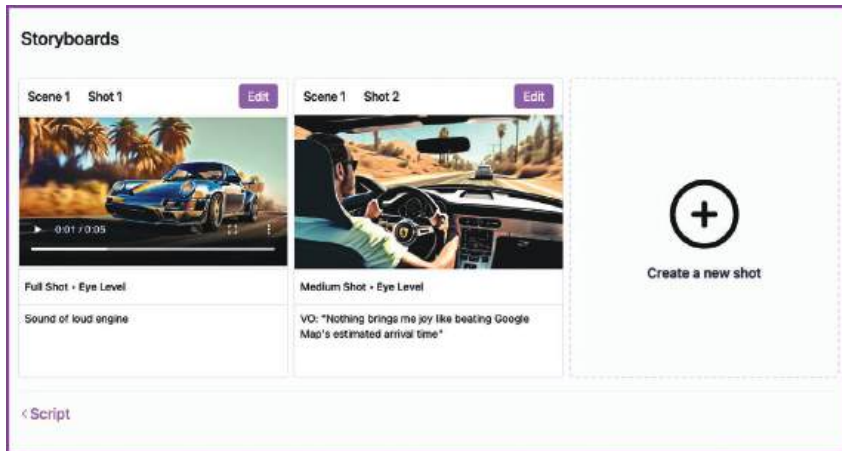 Storyboards
Scene 1 Shot 1 Edit
0:01 / 0:05
Full Shot • Eye Level
Sound of loud engine
Scene 1 Shot 2 Edit
Medium Shot • Eye Level
VO: "Nothing brings me joy like beating Google
Map's estimated arrival time"
Create a new shot
< Script